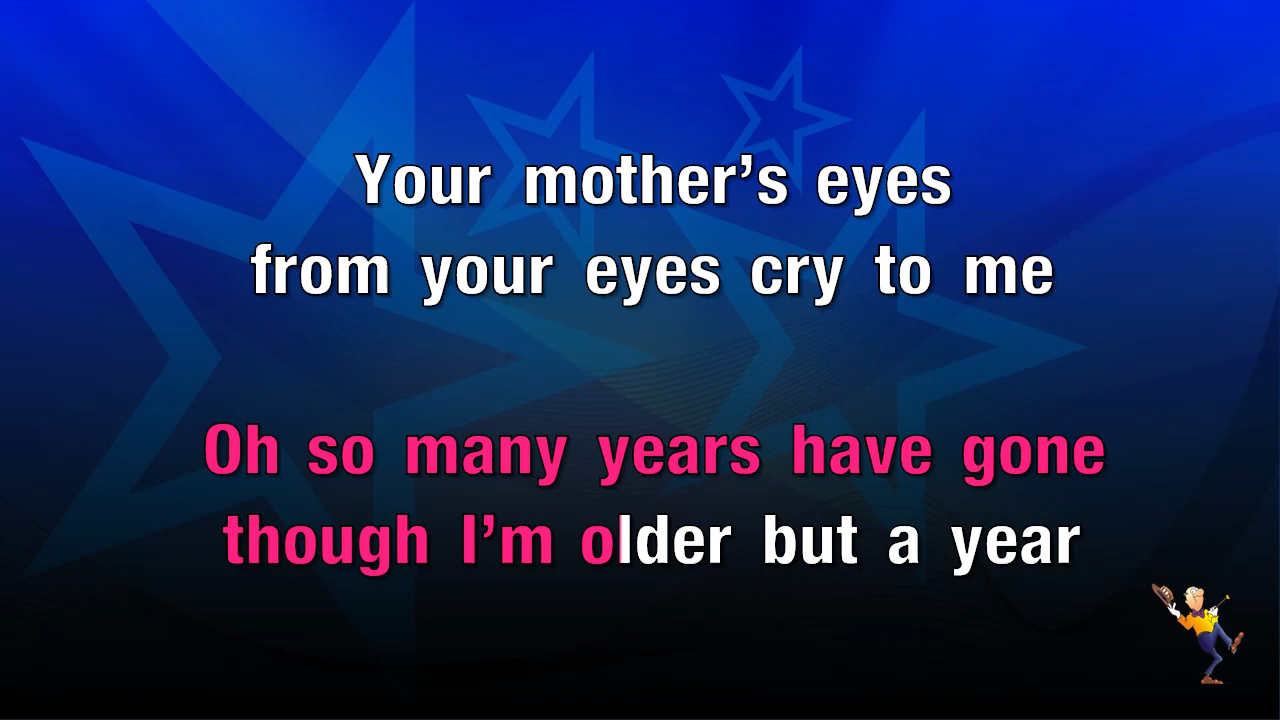 Your mother’s eyes
from your eyes cry to me
Oh so many years have gone
though I’m older but a year